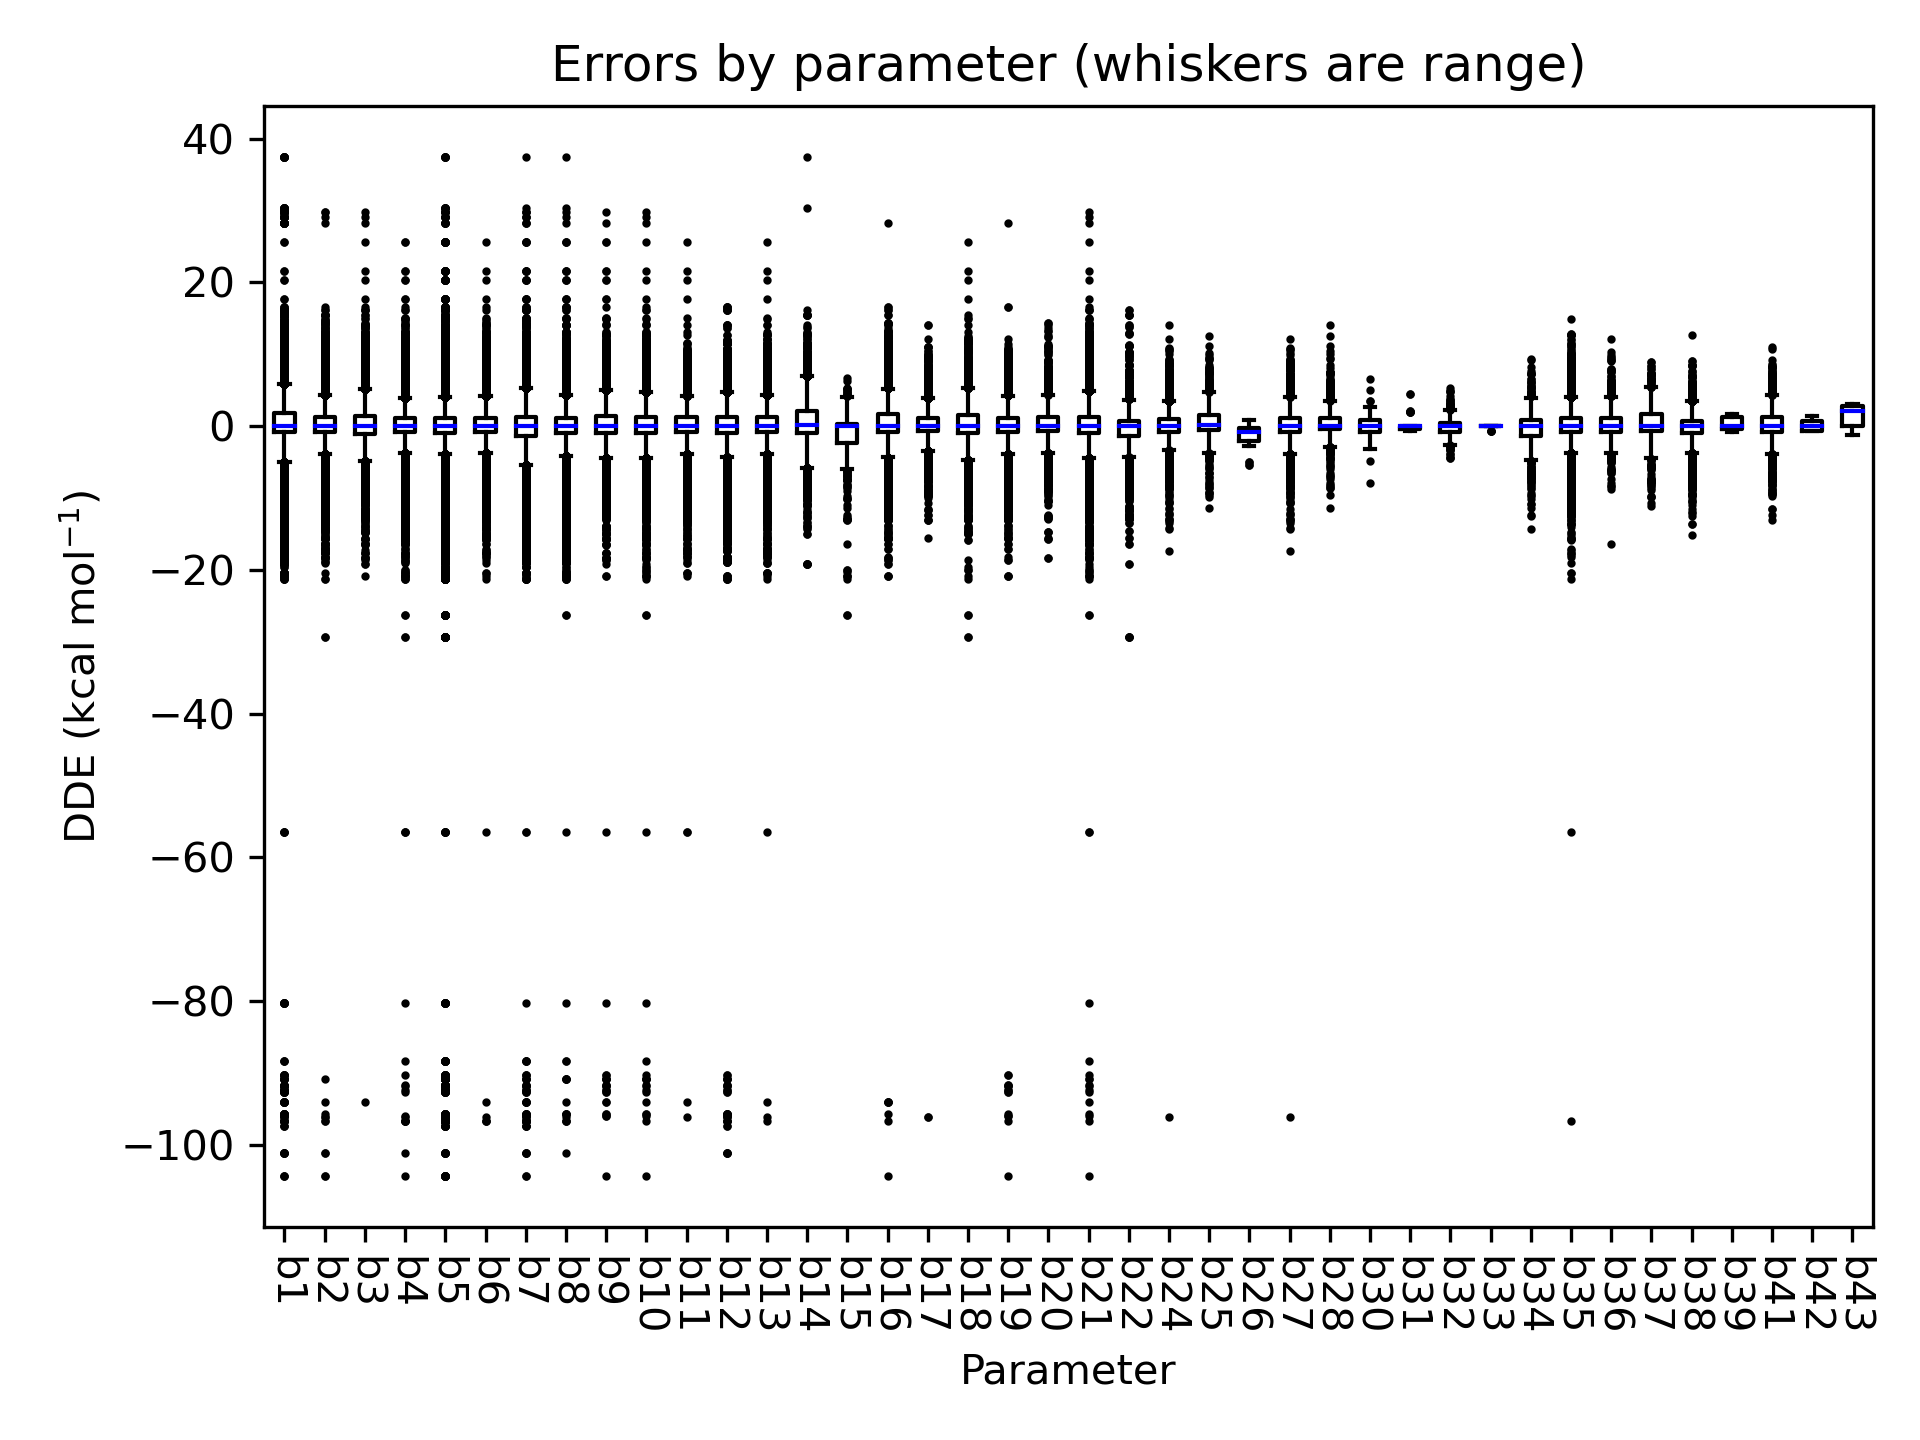 Errors by parameter (whiskers are range)
40
20
0
−20
−40
−60
−80
−100
DDE (kcal mol⁻¹)
b1
b2
b3
b4
b5
b6
b7
b8
b9
b10
b11
b12
b13
b14
b15
b16
b17
b18
b19
b20
b21
b22
b24
b25
b26
b27
b28
b30
b31
b32
b33
b34
b35
b36
b37
b38
b39
b41
b42
b43
Parameter